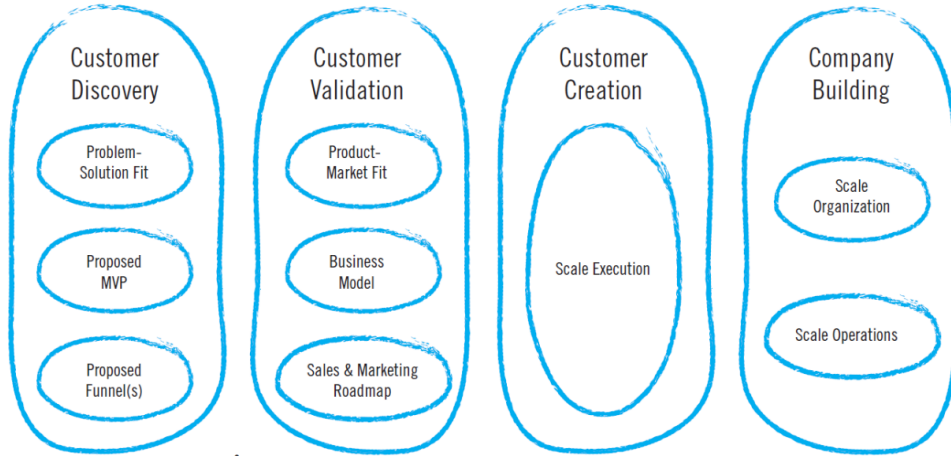 Customer
Discovery
Problem-
Solution Fit
Proposed
MVP
Proposed
Funnel(s)
Customer
Validation
Product-
Market Fit
Business
Model
Sales & Marketing
Roadmap
Customer
Creation
Scale Execution
Company
Building
Scale
Organization
Scale Operations